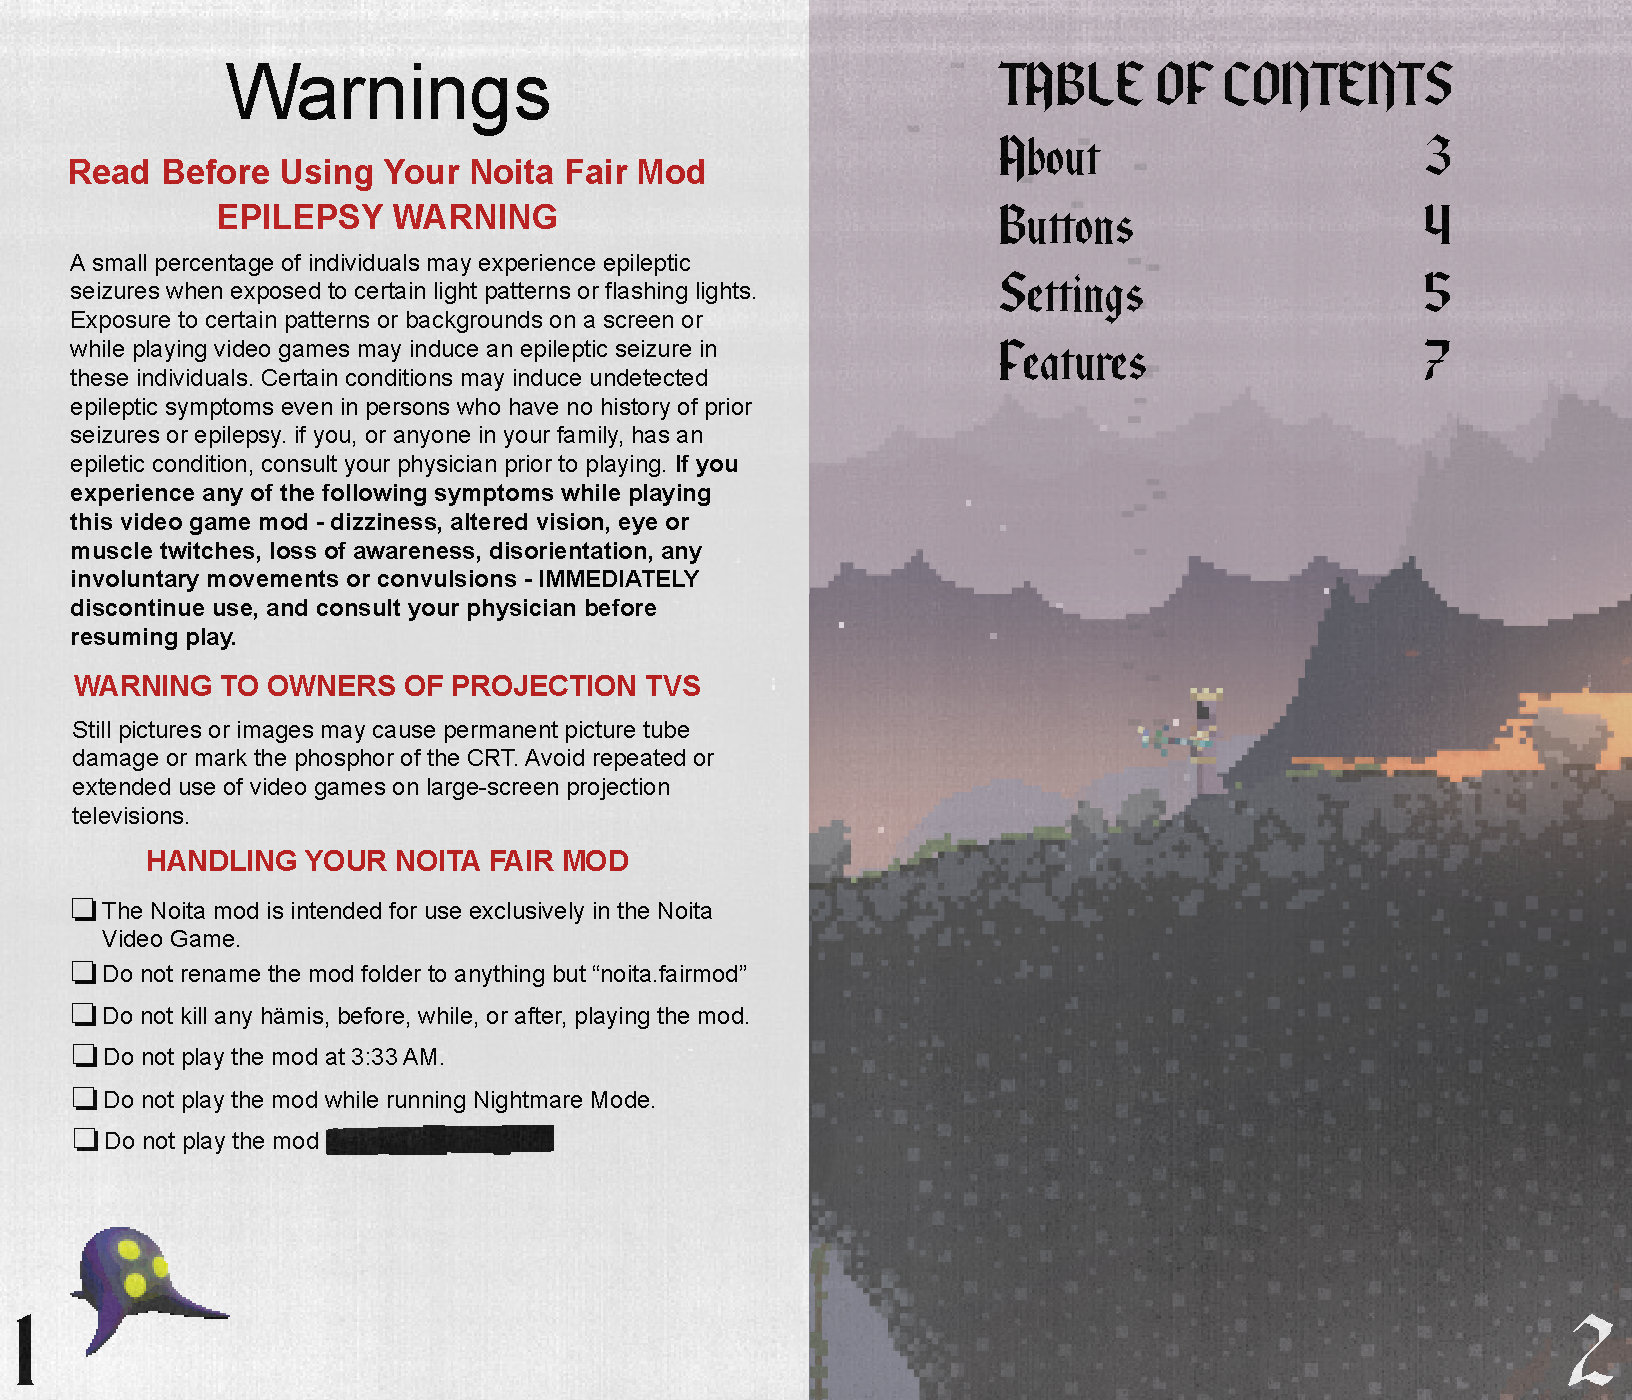 Warnings
Read Before Using Your Noita Fair Mod
EPILEPSY WARNING
A small percentage of individuals may experience epileptic
seizures when exposed to certain light patterns or flashing lights.
Exposure to certain patterns or backgrounds on a screen or
while playing video games may induce an epileptic seizure in
these individuals. Certain conditions may induce undetected
epileptic symptoms even in persons who have no history of prior
seizures or epilepsy. if you, or anyone in your family, has an
epiletic condition, consult your physician prior to playing. If you
experience any of the following symptoms while playing
this video game mod - dizziness, altered vision, eye or
muscle twitches, loss of awareness, disorientation, any
involuntary movements or convulsions - IMMEDIATELY
discontinue use, and consult your physician before
resuming play.
WARNING TO OWNERS OF PROJECTION TVS
Still pictures or images may cause permanent picture tube
damage or mark the phosphor of the CRT. Avoid repeated or
extended use of video games on large-screen projection
televisions.
HANDLING YOUR NOITA FAIR MOD
❏ The Noita mod is intended for use exclusively in the Noita
Video Game.
❏ Do not rename the mod folder to anything but “noita.fairmod”
❏ Do not kill any hämis, before, while, or after, playing the mod.
❏ Do not play the mod at 3:33 AM.
❏ Do not play the mod while running Nightmare Mode.
❏ Do not play the mod
1
TABLE OF CONTENTS
About 3
Buttons 4
Settings 5
Features 7
2